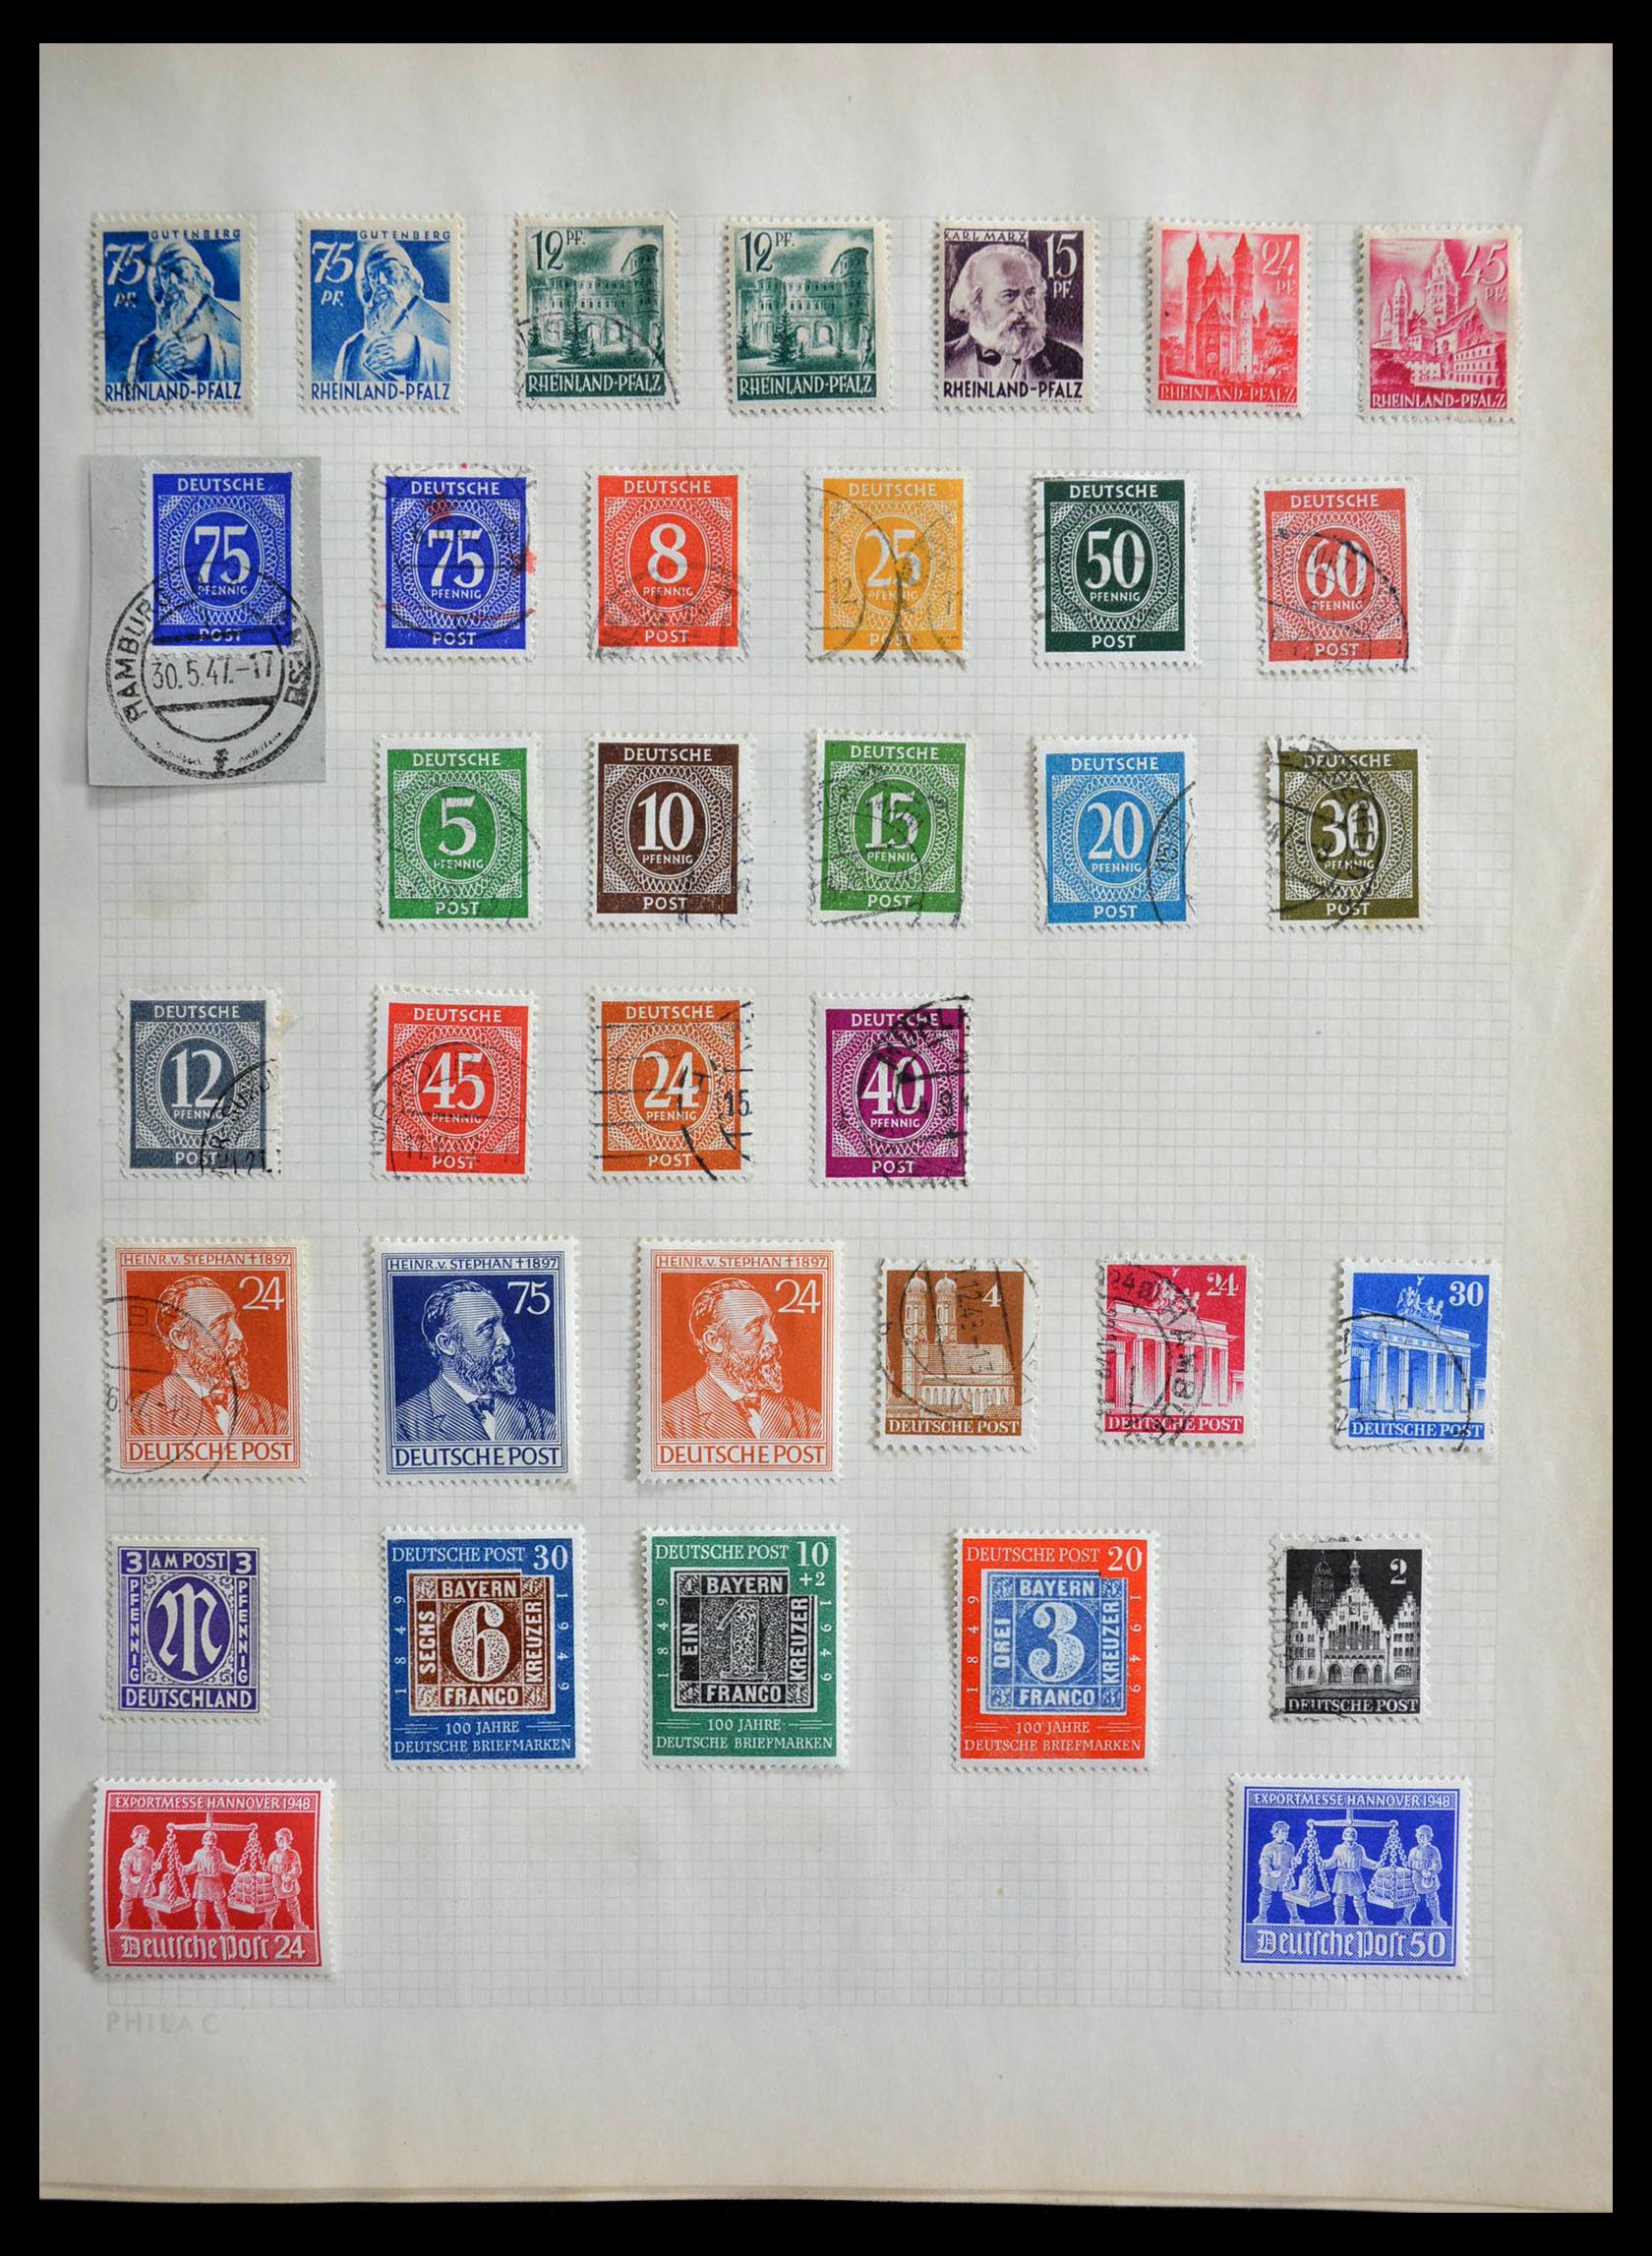 75 GUTENBERG
PF.
RHEINLAND-PFALZ
75 GUTENBERG
PF.
RHEINLAND-PFALZ
12 PF.
RHEINLAND-PFALZ
12 PF.
RHEINLAND-PFALZ
KARL MARX 15
PF.
RHEINLAND-PFALZ
24
PF.
RHEINLAND-PFALZ
45
PF.
RHEINLAND-PFALZ
DEUTSCHE
75
PFENNIG
POST
30.5.47.-17
DEUTSCHE
75
PFENNIG
POST
DEUTSCHE
8
PFENNIG
POST
DEUTSCHE
25
PFENNIG
POST
DEUTSCHE
50
PFENNIG
POST
DEUTSCHE
60
PFENNIG
POST
DEUTSCHE
5
PFENNIG
POST
DEUTSCHE
10
PFENNIG
POST
DEUTSCHE
15
PFENNIG
POST
DEUTSCHE
20
PFENNIG
POST
DEUTSCHE
30
PFENNIG
POST
DEUTSCHE
12
PFENNIG
POST
DEUTSCHE
45
PFENNIG
POST
DEUTSCHE
24
PFENNIG
POST
15
DEUTSCHE
40
PFENNIG
POST
HEINR.v.STEPHAN †1897
24
DEUTSCHE POST
HEINR.v.STEPHAN †1897
75
DEUTSCHE POST
HEINR.v.STEPHAN †1897
24
DEUTSCHE POST
4
DEUTSCHE POST
24
DEUTSCHE POST
30
DEUTSCHE POST
3 AM POST 3
PFENNIG
M
PFENNIG
DEUTSCHLAND
DEUTSCHE POST 30
1849
BAYERN
SECHS
6
KREUZER
FRANCO
1949
100 JAHRE
DEUTSCHE BRIEFMARKEN
DEUTSCHE POST 10
+2
1849
BAYERN
EIN
1
KREUZER
FRANCO
1949
100 JAHRE
DEUTSCHE BRIEFMARKEN
DEUTSCHE POST 20
1849
BAYERN
DREI
3
KREUZER
FRANCO
1949
100 JAHRE
DEUTSCHE BRIEFMARKEN
2
DEUTSCHE POST
EXPORTMESSE HANNOVER 1948
Deutsche Post 24
EXPORTMESSE HANNOVER 1948
Deutsche Post 50
PHILAC